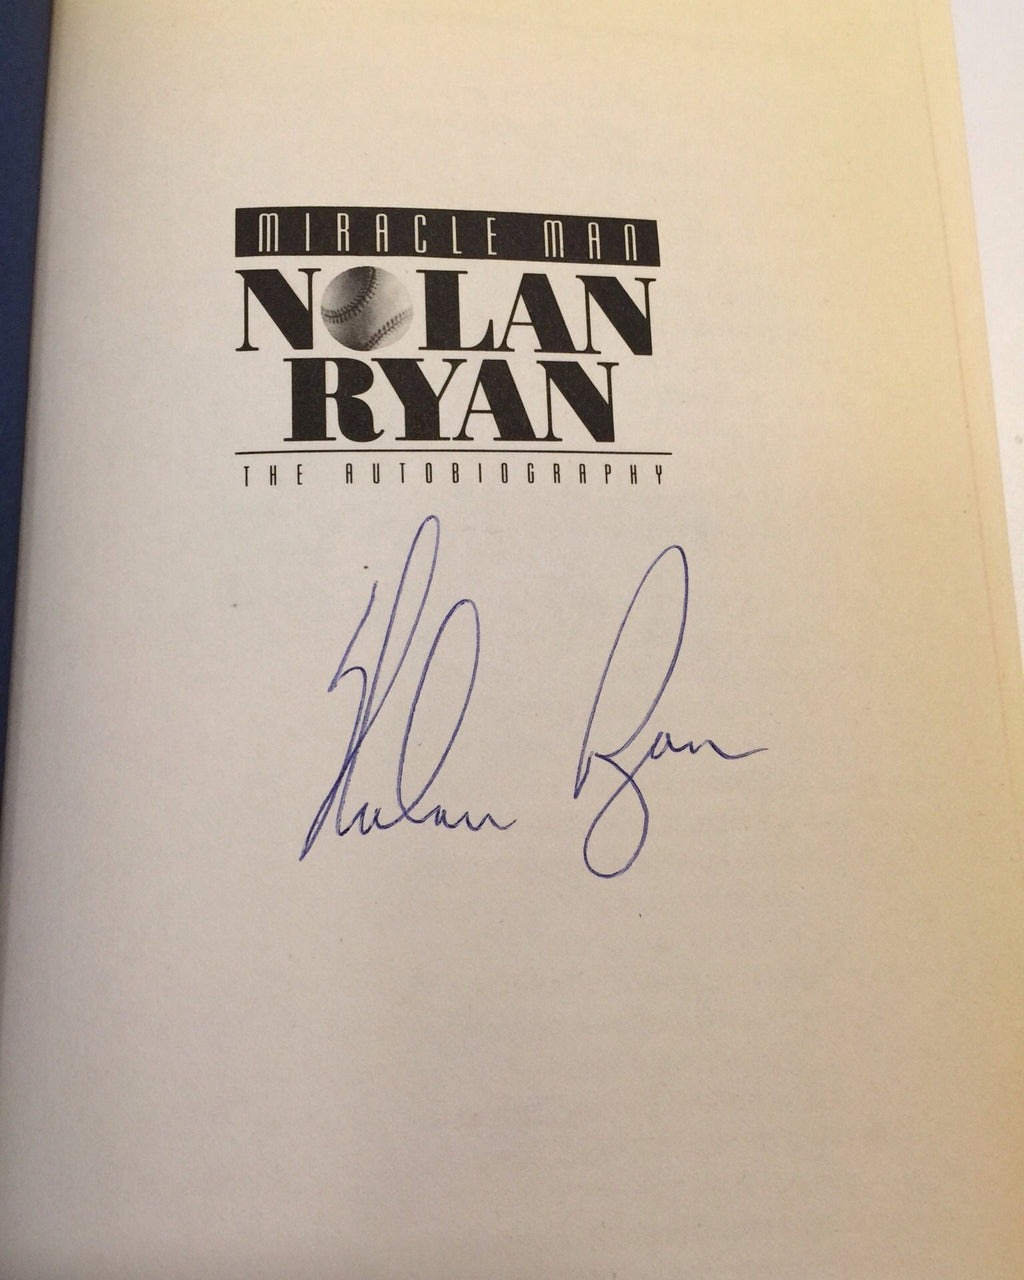 MIRACLE MAN
NOLAN
RYAN
THE AUTOBIOGRAPHY
Nolan Ryan